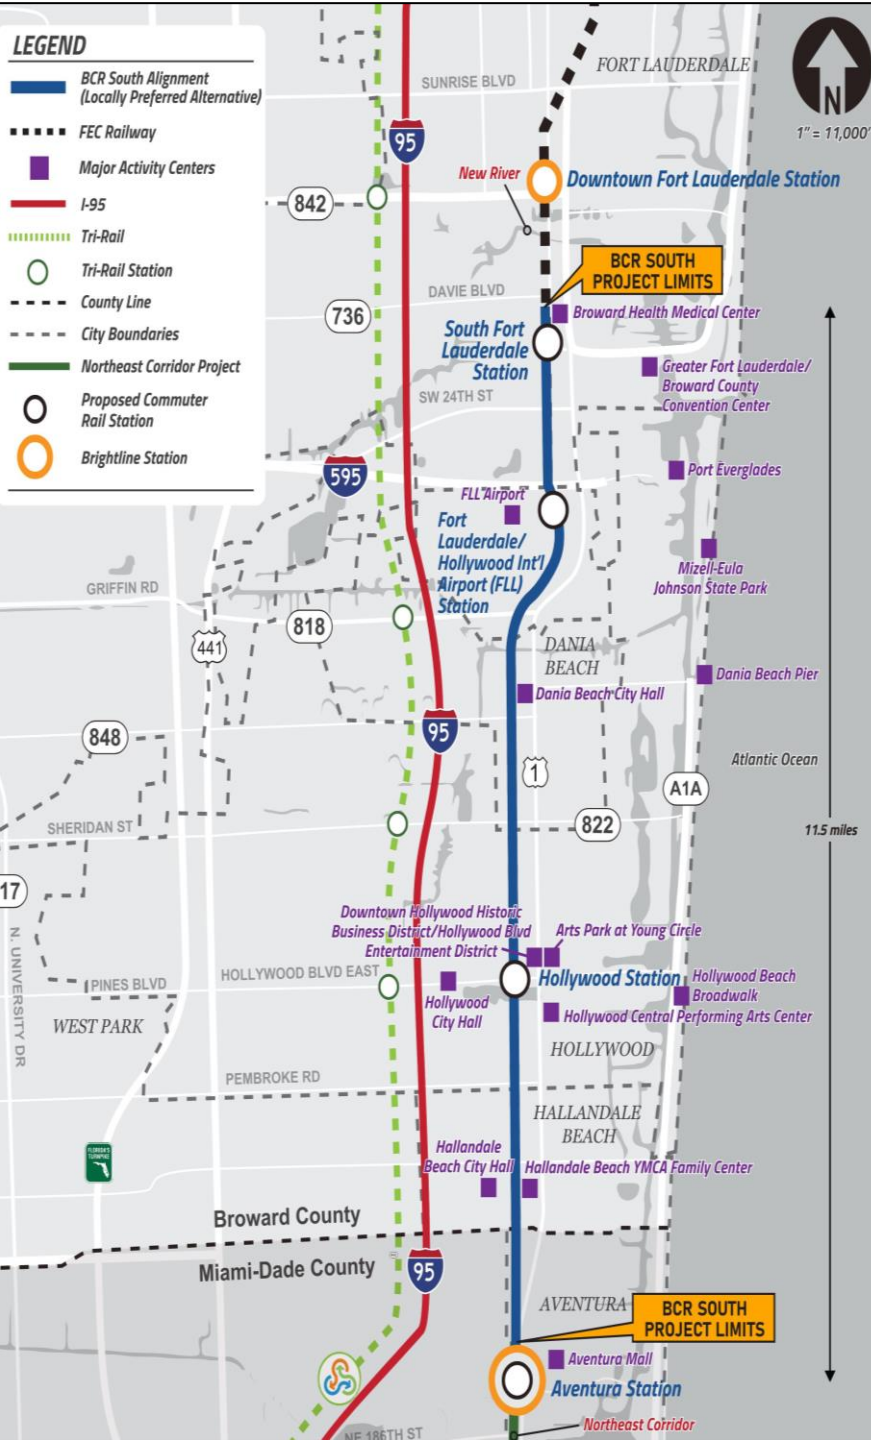 LEGEND
BCR South Alignment
(Locally Preferred Alternative)
FEC Railway
Major Activity Centers
I-95
Tri-Rail
Tri-Rail Station
County Line
City Boundaries
Northeast Corridor Project
Proposed Commuter
Rail Station
Brightline Station
N
1" = 11,000'
FORT LAUDERDALE
SUNRISE BLVD
95
New River
Downtown Fort Lauderdale Station
842
BCR SOUTH
PROJECT LIMITS
DAVIE BLVD
736
Broward Health Medical Center
South Fort
Lauderdale
Station
Greater Fort Lauderdale/
Broward County
Convention Center
SW 24TH ST
595
Port Everglades
FLL Airport
Fort
Lauderdale/
Hollywood Int'l
Airport (FLL)
Station
Mizell-Eula
Johnson State Park
GRIFFIN RD
818
441
DANIA
BEACH
Dania Beach Pier
Dania Beach City Hall
848
95
1
Atlantic Ocean
A1A
SHERIDAN ST
822
11.5 miles
17
N. UNIVERSITY DR
Downtown Hollywood Historic
Business District/Hollywood Blvd
Entertainment District
Arts Park at Young Circle
PINES BLVD
HOLLYWOOD BLVD EAST
Hollywood Station
Hollywood Beach
Broadwalk
Hollywood
City Hall
Hollywood Central Performing Arts Center
WEST PARK
HOLLYWOOD
PEMBROKE RD
HALLANDALE
BEACH
Hallandale
Beach City Hall
Hallandale Beach YMCA Family Center
FLORIDA'S
TURNPIKE
Broward County
Miami-Dade County
95
AVENTURA
BCR SOUTH
PROJECT LIMITS
Aventura Mall
Aventura Station
NE 186TH ST
Northeast Corridor